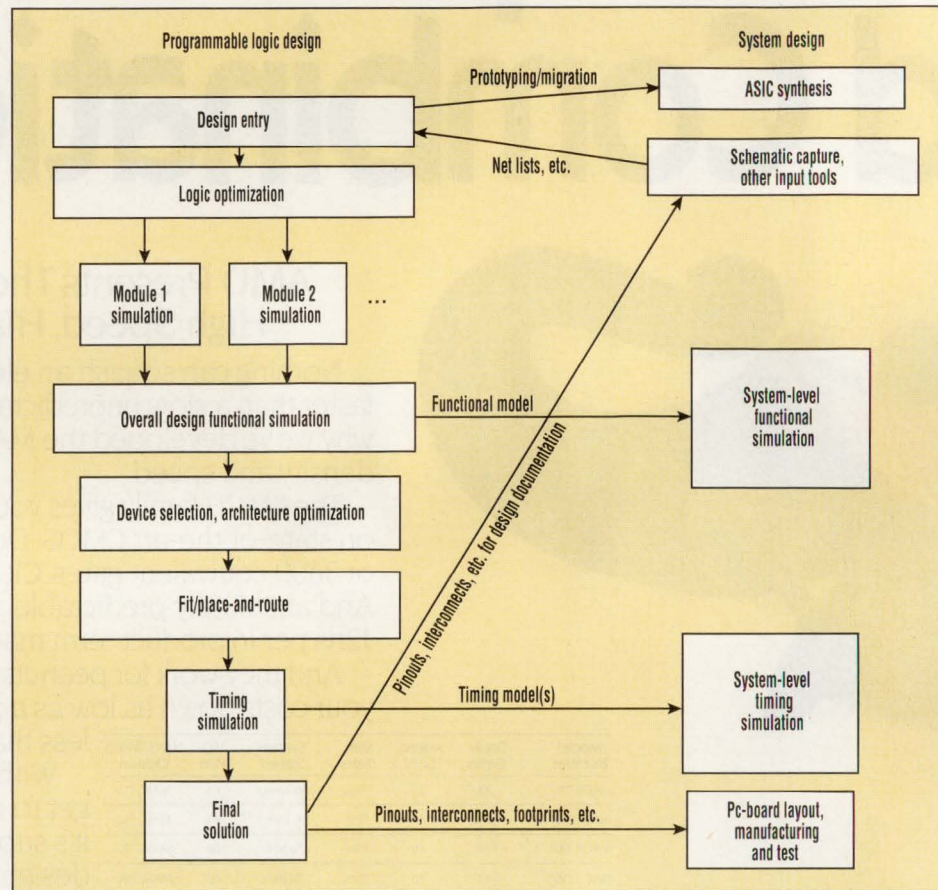 Programmable logic design
System design
Prototyping/migration
ASIC synthesis
Design entry
Net lists, etc.
Schematic capture,
other input tools
Logic optimization
Module 1
simulation
Module 2
simulation
...
Overall design functional simulation
Functional model
System-level
functional
simulation
Pinouts, interconnects, etc. for design documentation
Device selection, architecture optimization
Fit/place-and-route
Timing
simulation
Timing model(s)
System-level
timing
simulation
Final
solution
Pinouts, interconnects, footprints, etc.
Pc-board layout,
manufacturing
and test